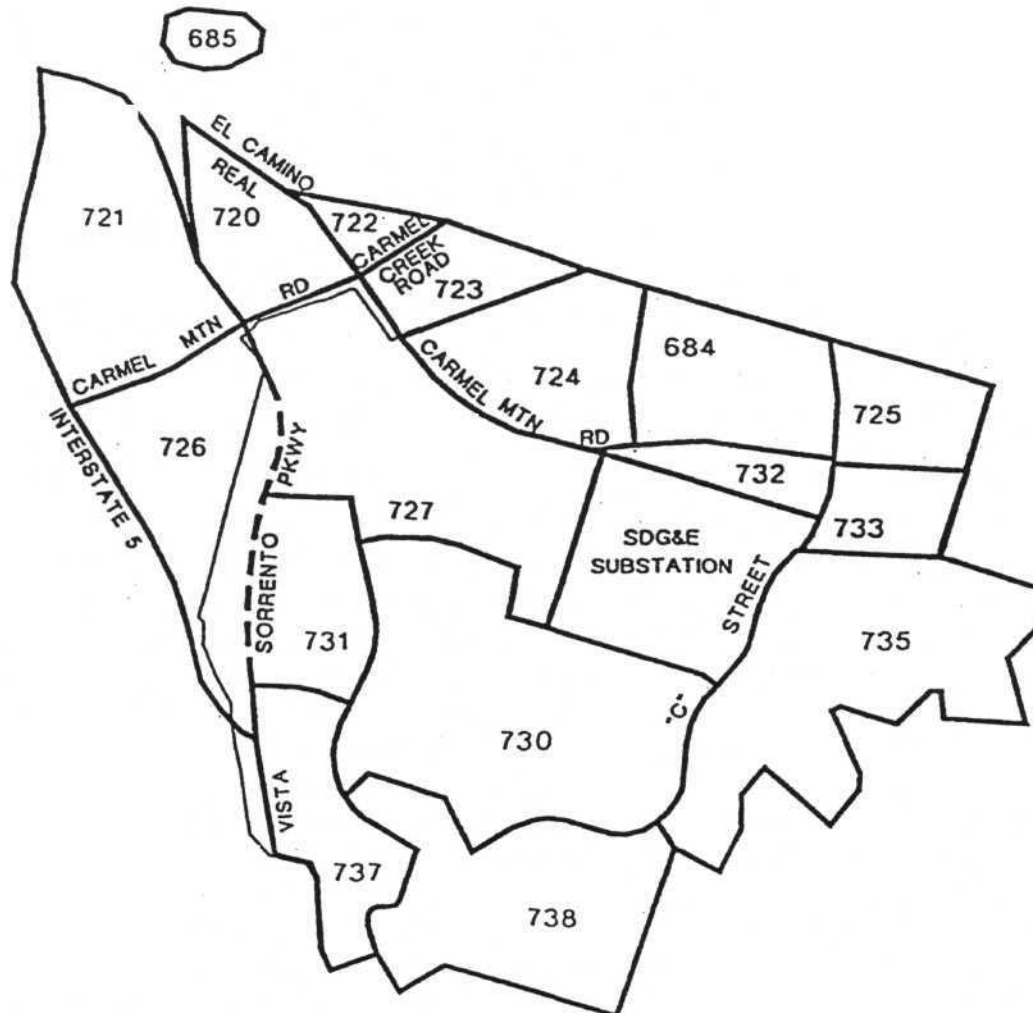 685
EL CAMINO
REAL
721
720
722
CARMEL
CREEK
ROAD
723
CARMEL MTN RD
684
724
CARMEL MTN RD
725
INTERSTATE 5
726
732
727
733
SDG&E
SUBSTATION
SORRENTO PKWY
"C" STREET
731
735
730
VISTA
737
738